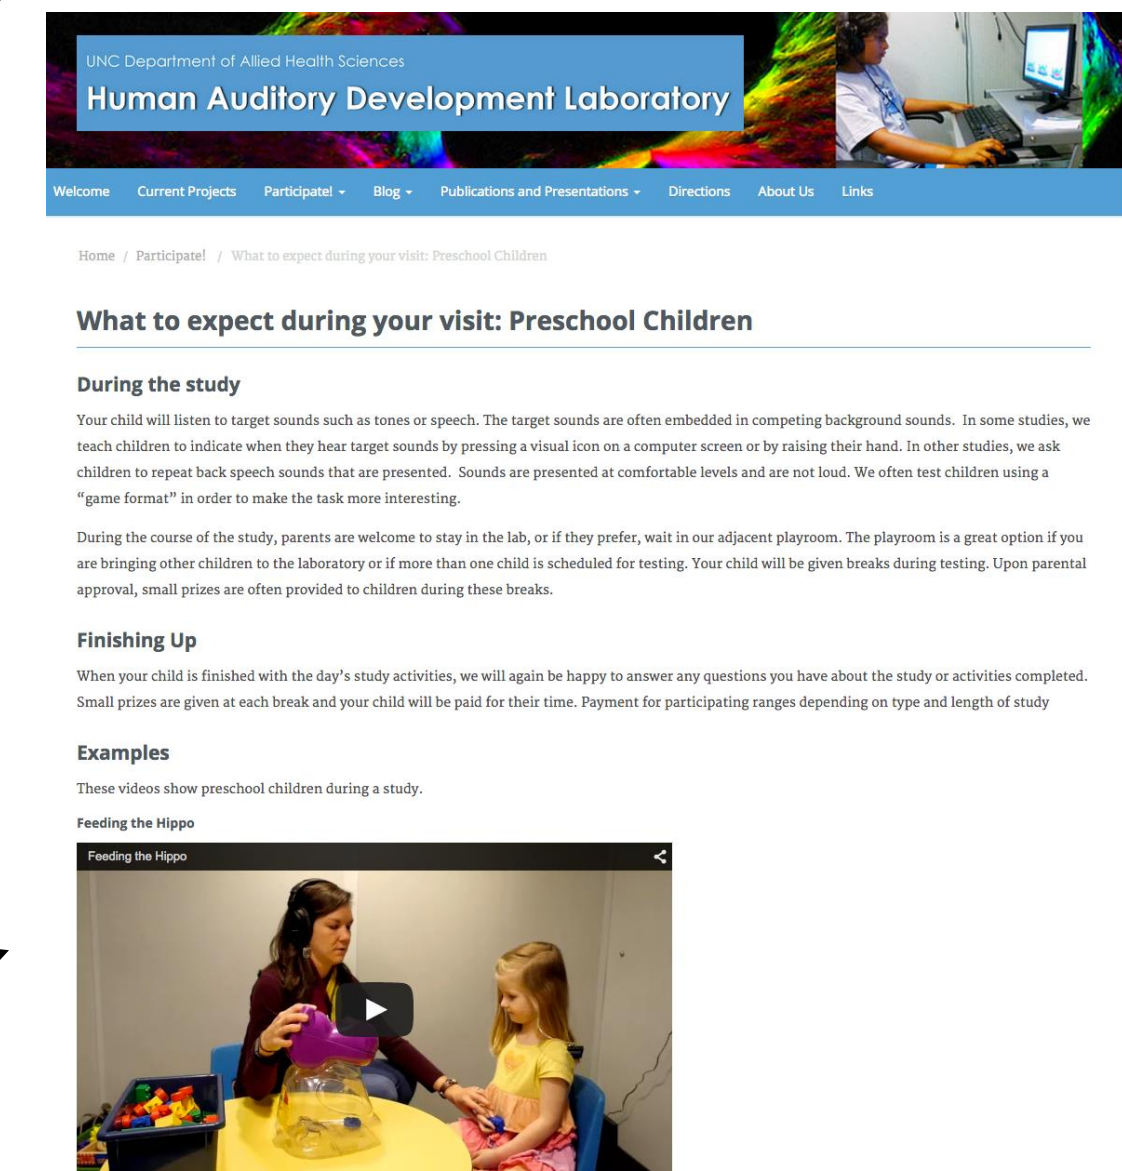 UNC Department of Allied Health Sciences
Human Auditory Development Laboratory
Welcome Current Projects Participate! Blog Publications and Presentations Directions About Us Links
Home / Participate! / What to expect during your visit: Preschool Children
What to expect during your visit: Preschool Children
During the study
Your child will listen to target sounds such as tones or speech. The target sounds are often embedded in competing background sounds. In some studies, we
teach children to indicate when they hear target sounds by pressing a visual icon on a computer screen or by raising their hand. In other studies, we ask
children to repeat back speech sounds that are presented. Sounds are presented at comfortable levels and are not loud. We often test children using a
“game format” in order to make the task more interesting.
During the course of the study, parents are welcome to stay in the lab, or if they prefer, wait in our adjacent playroom. The playroom is a great option if you
are bringing other children to the laboratory or if more than one child is scheduled for testing. Your child will be given breaks during testing. Upon parental
approval, small prizes are often provided to children during these breaks.
Finishing Up
When your child is finished with the day’s study activities, we will again be happy to answer any questions you have about the study or activities completed.
Small prizes are given at each break and your child will be paid for their time. Payment for participating ranges depending on type and length of study
Examples
These videos show preschool children during a study.
Feeding the Hippo
Feeding the Hippo